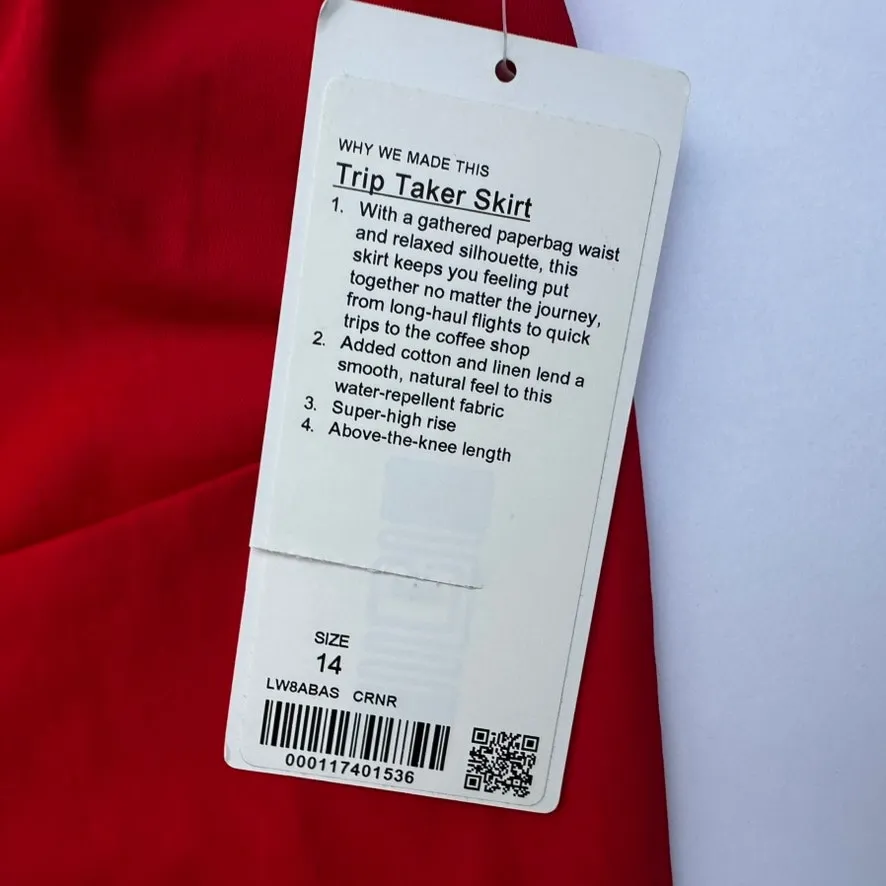 WHY WE MADE THIS
Trip Taker Skirt
1. With a gathered paperbag waist
and relaxed silhouette, this
skirt keeps you feeling put
together no matter the journey,
from long-haul flights to quick
trips to the coffee shop
2. Added cotton and linen lend a
smooth, natural feel to this
water-repellent fabric
3. Super-high rise
4. Above-the-knee length
SIZE
14
LW8ABAS CRNR
000117401536